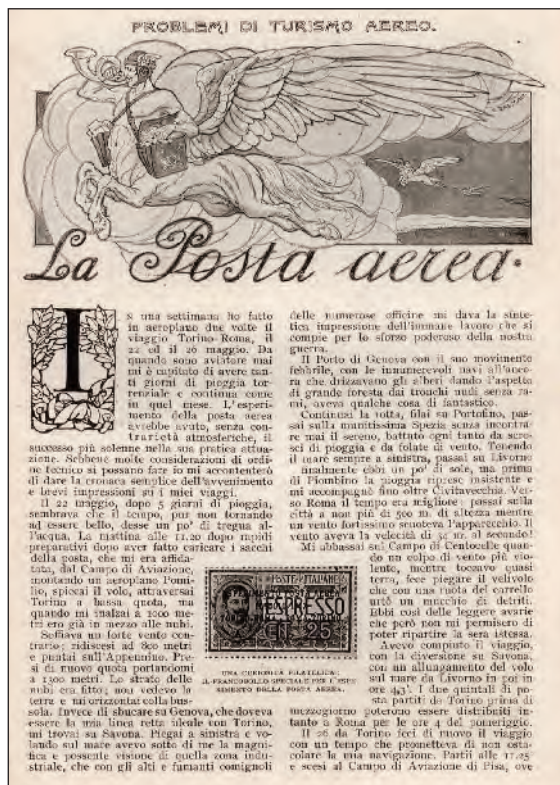 PROBLEMI DI TURISMO AEREO.
La Posta aerea.
IN una settimana ho fatto
in aeroplano due volte il
viaggio Torino-Roma, il
22 ed il 26 maggio. Da
quando sono aviatore mai
mi è capitato di avere tan-
ti giorni di pioggia tor-
renziale e continua come
in quel mese. L'esperi-
mento della posta aerea
avrebbe avuto, senza con-
trarietà atmosferiche, il
successo più solenne nella sua pratica attua-
zione. Sebbene molte considerazioni di ordi-
ne tecnico si possano fare io mi accontenterò
di dare la cronaca semplice dell'avvenimento
e brevi impressioni su i miei viaggi.
Il 22 maggio, dopo 5 giorni di pioggia,
sembrava che il tempo, pur non tornando
ad essere bello, desse un po' di tregua al-
l'acqua. La mattina alle 11.20 dopo rapidi
preparativi dopo aver fatto caricare i sacchi
della posta, che mi era affida-
ta, dal Campo di Aviazione,
montando un aeroplano Pomi-
lio, spiccai il volo, attraversai
Torino a bassa quota, ma
quando mi inalzai a 1000 me-
tri ero già in mezzo alle nubi.
Soffiava un forte vento con-
trario; ridiscesi ad 800 metri
e puntai sull'Appennino. Pre-
si di nuovo quota portandomi
a 1300 metri. Lo strato delle
nubi era fitto; non vedevo la
terra e mi orizzontai colla bus-
sola. Invece di sbucare su Genova, che doveva
essere la mia linea retta ideale con Torino,
mi trovai su Savona. Piegai a sinistra e vo-
lando sul mare avevo sotto di me la magni-
fica e possente visione di quella zona indu-
striale, che con gli alti e fumanti comignoli
POSTE ITALIANE
ESPRESSO
CENT. 25
UNA CURIOSITÀ FILATELICA:
IL FRANCOBOLLO SPECIALE PER L'ESPE-
RIMENTO DELLA POSTA AEREA.
delle numerose officine mi dava la sinte-
tica impressione dell'immane lavoro che si
compie per lo sforzo poderoso della nostra
guerra.
Il Porto di Genova con il suo movimento
febbrile, con le innumerevoli navi all'anco-
ra che drizzavano gli alberi dando l'aspetto
di grande foresta dai tronchi nudi senza ra-
mi, aveva qualche cosa di fantastico.
Continuai la rotta, filai su Portofino, pas-
sai sulla munitissima Spezia senza incontra-
re mai il sereno, battuto ogni tanto da scro-
sci di pioggia e da folate di vento. Tenendo
il mare sempre a sinistra, passai su Livorno
finalmente ebbi un po' di sole, ma prima
di Piombino la pioggia riprese insistente e
mi accompagnò fino oltre Civitavecchia. Ver-
so Roma il tempo era migliore: passai sulla
città a non più di 500 m. di altezza mentre
un vento fortissimo scuoteva l'apparecchio. Il
vento aveva la velocità di 34 m. al secondo!
Mi abbassai sul Campo di Centocelle quan-
do un colpo di vento più vio-
lento, mentre toccavo quasi
terra, fece piegare il velivolo
che con una ruota del carrello
urtò un mucchio di detriti.
Ebbi così delle leggere avarie
che però non mi permisero di
poter ripartire la sera istessa.
Avevo compiuto il viaggio,
con la diversione su Savona,
con un allungamento del volo
sul mare da Livorno in poi in
ore 4,3'. I due quintali di po-
sta partiti da Torino prima di
mezzogiorno poterono essere distribuiti in-
tanto a Roma per le ore 4 del pomeriggio.
Il 26 da Torino feci di nuovo il viaggio
con un tempo che prometteva di non osta-
colare la mia navigazione. Partii alle 11.25
e scesi al Campo di Aviazione di Pisa, ove